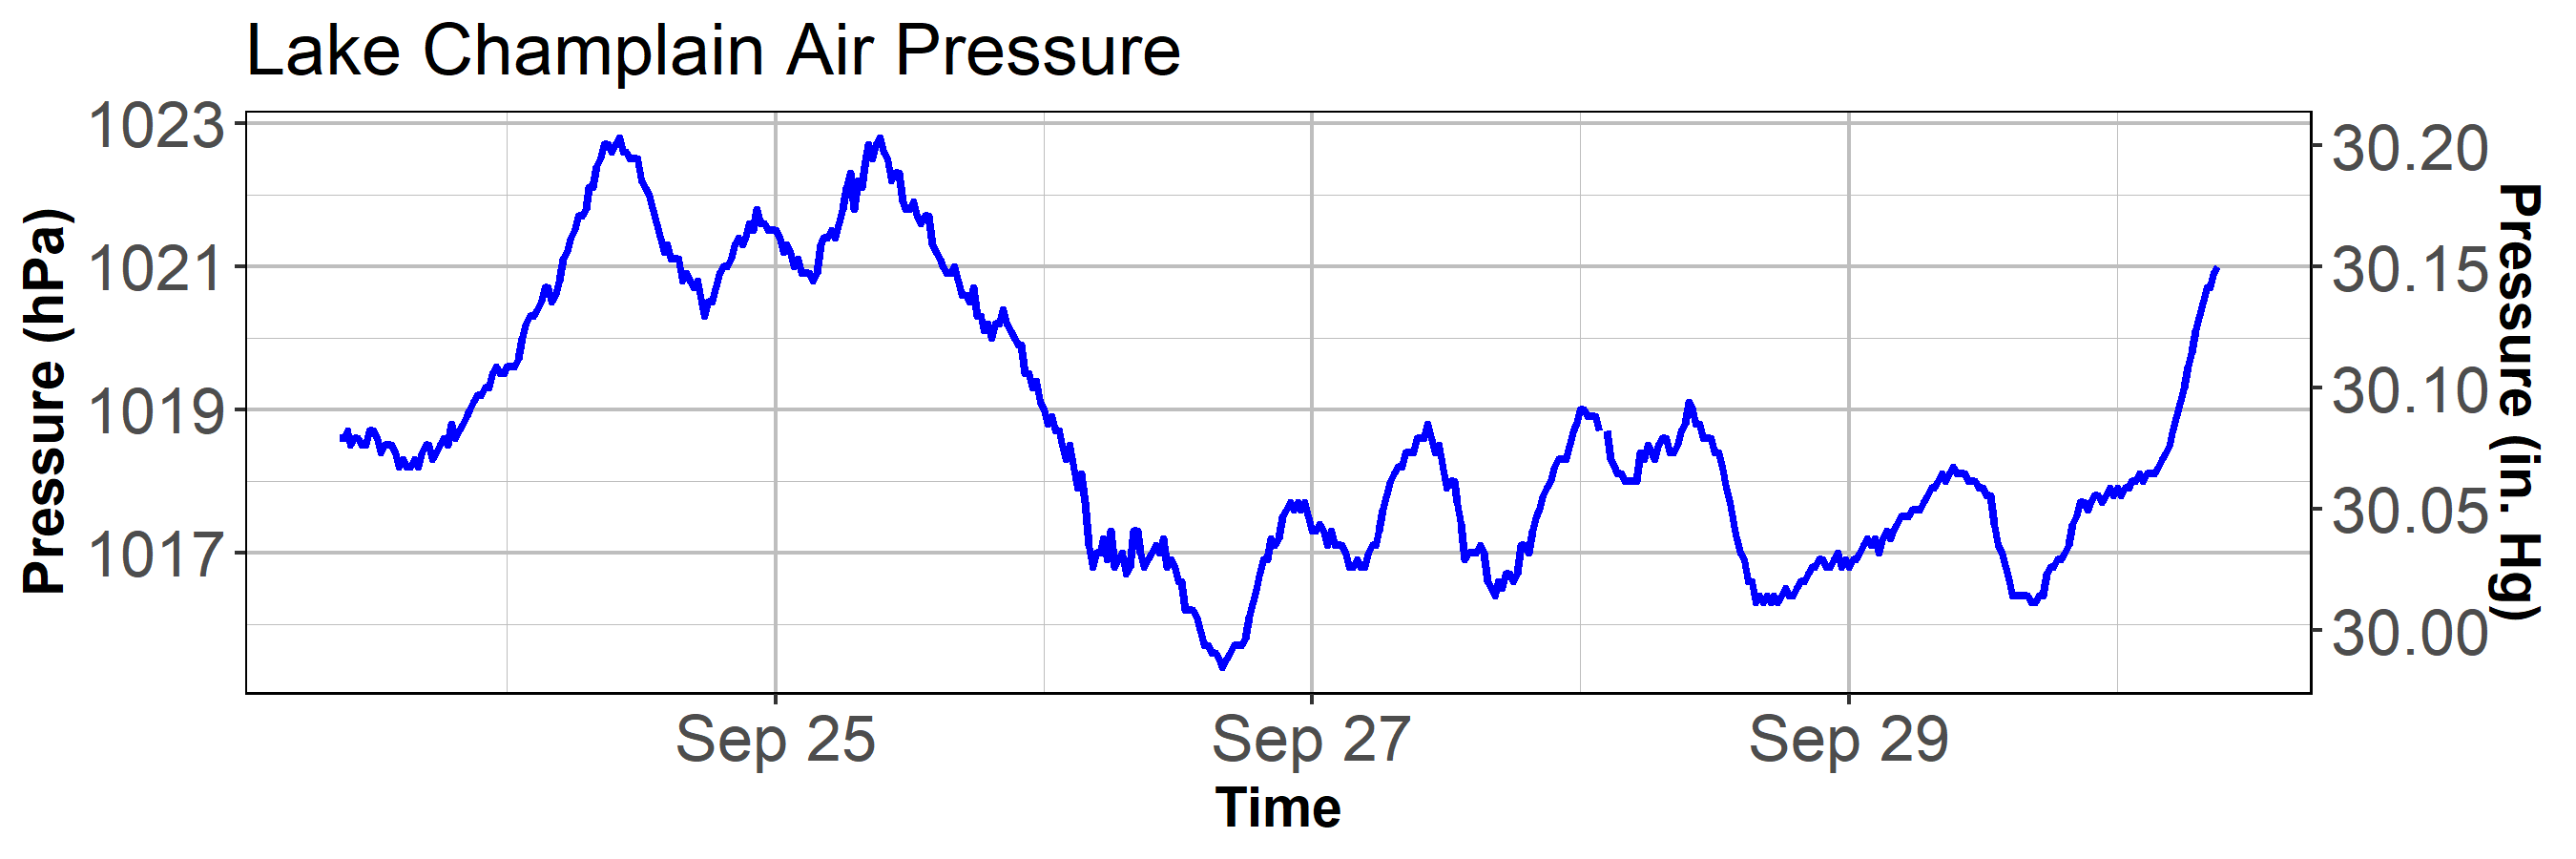 Lake Champlain Air Pressure
1023
1021
1019
1017
Pressure (hPa)
30.20
30.15
30.10
30.05
30.00
Pressure (in. Hg)
Sep 25
Sep 27
Sep 29
Time